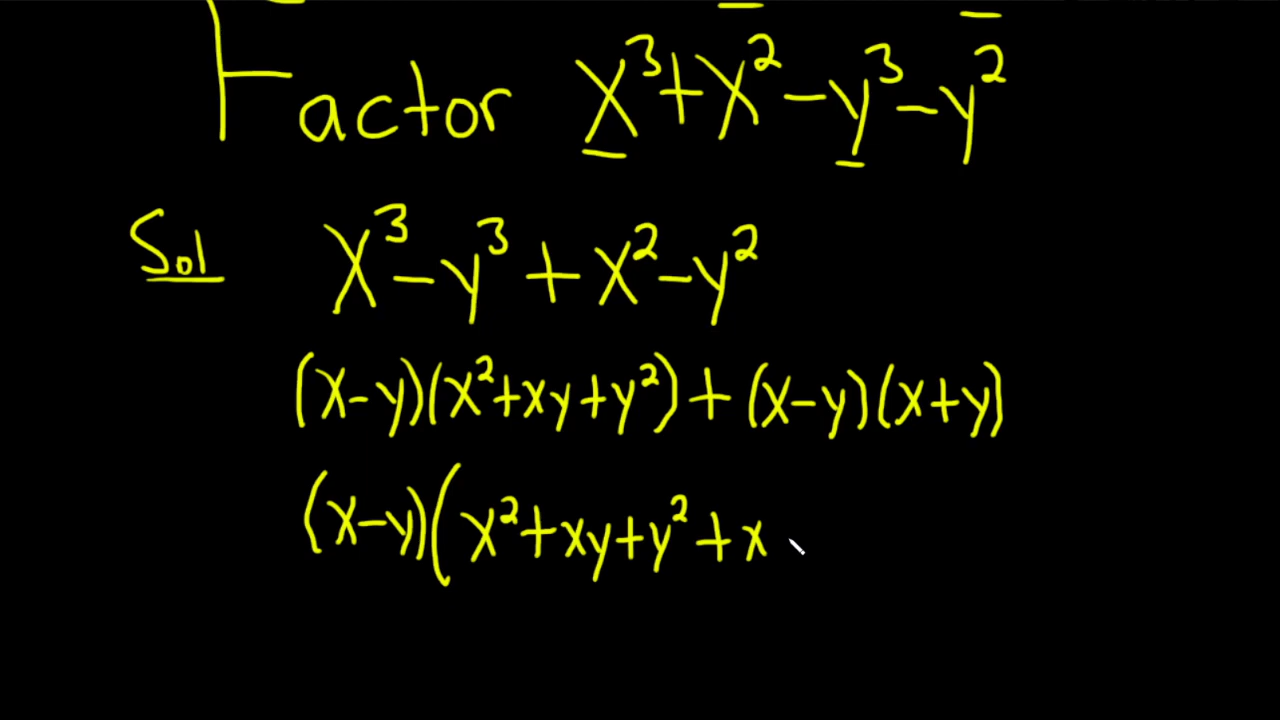 Factor x³+x²-y³-y²
Sol x³-y³+x²-y²
(x-y)(x²+xy+y²)+(x-y)(x+y)
(x-y)(x²+xy+y²+x